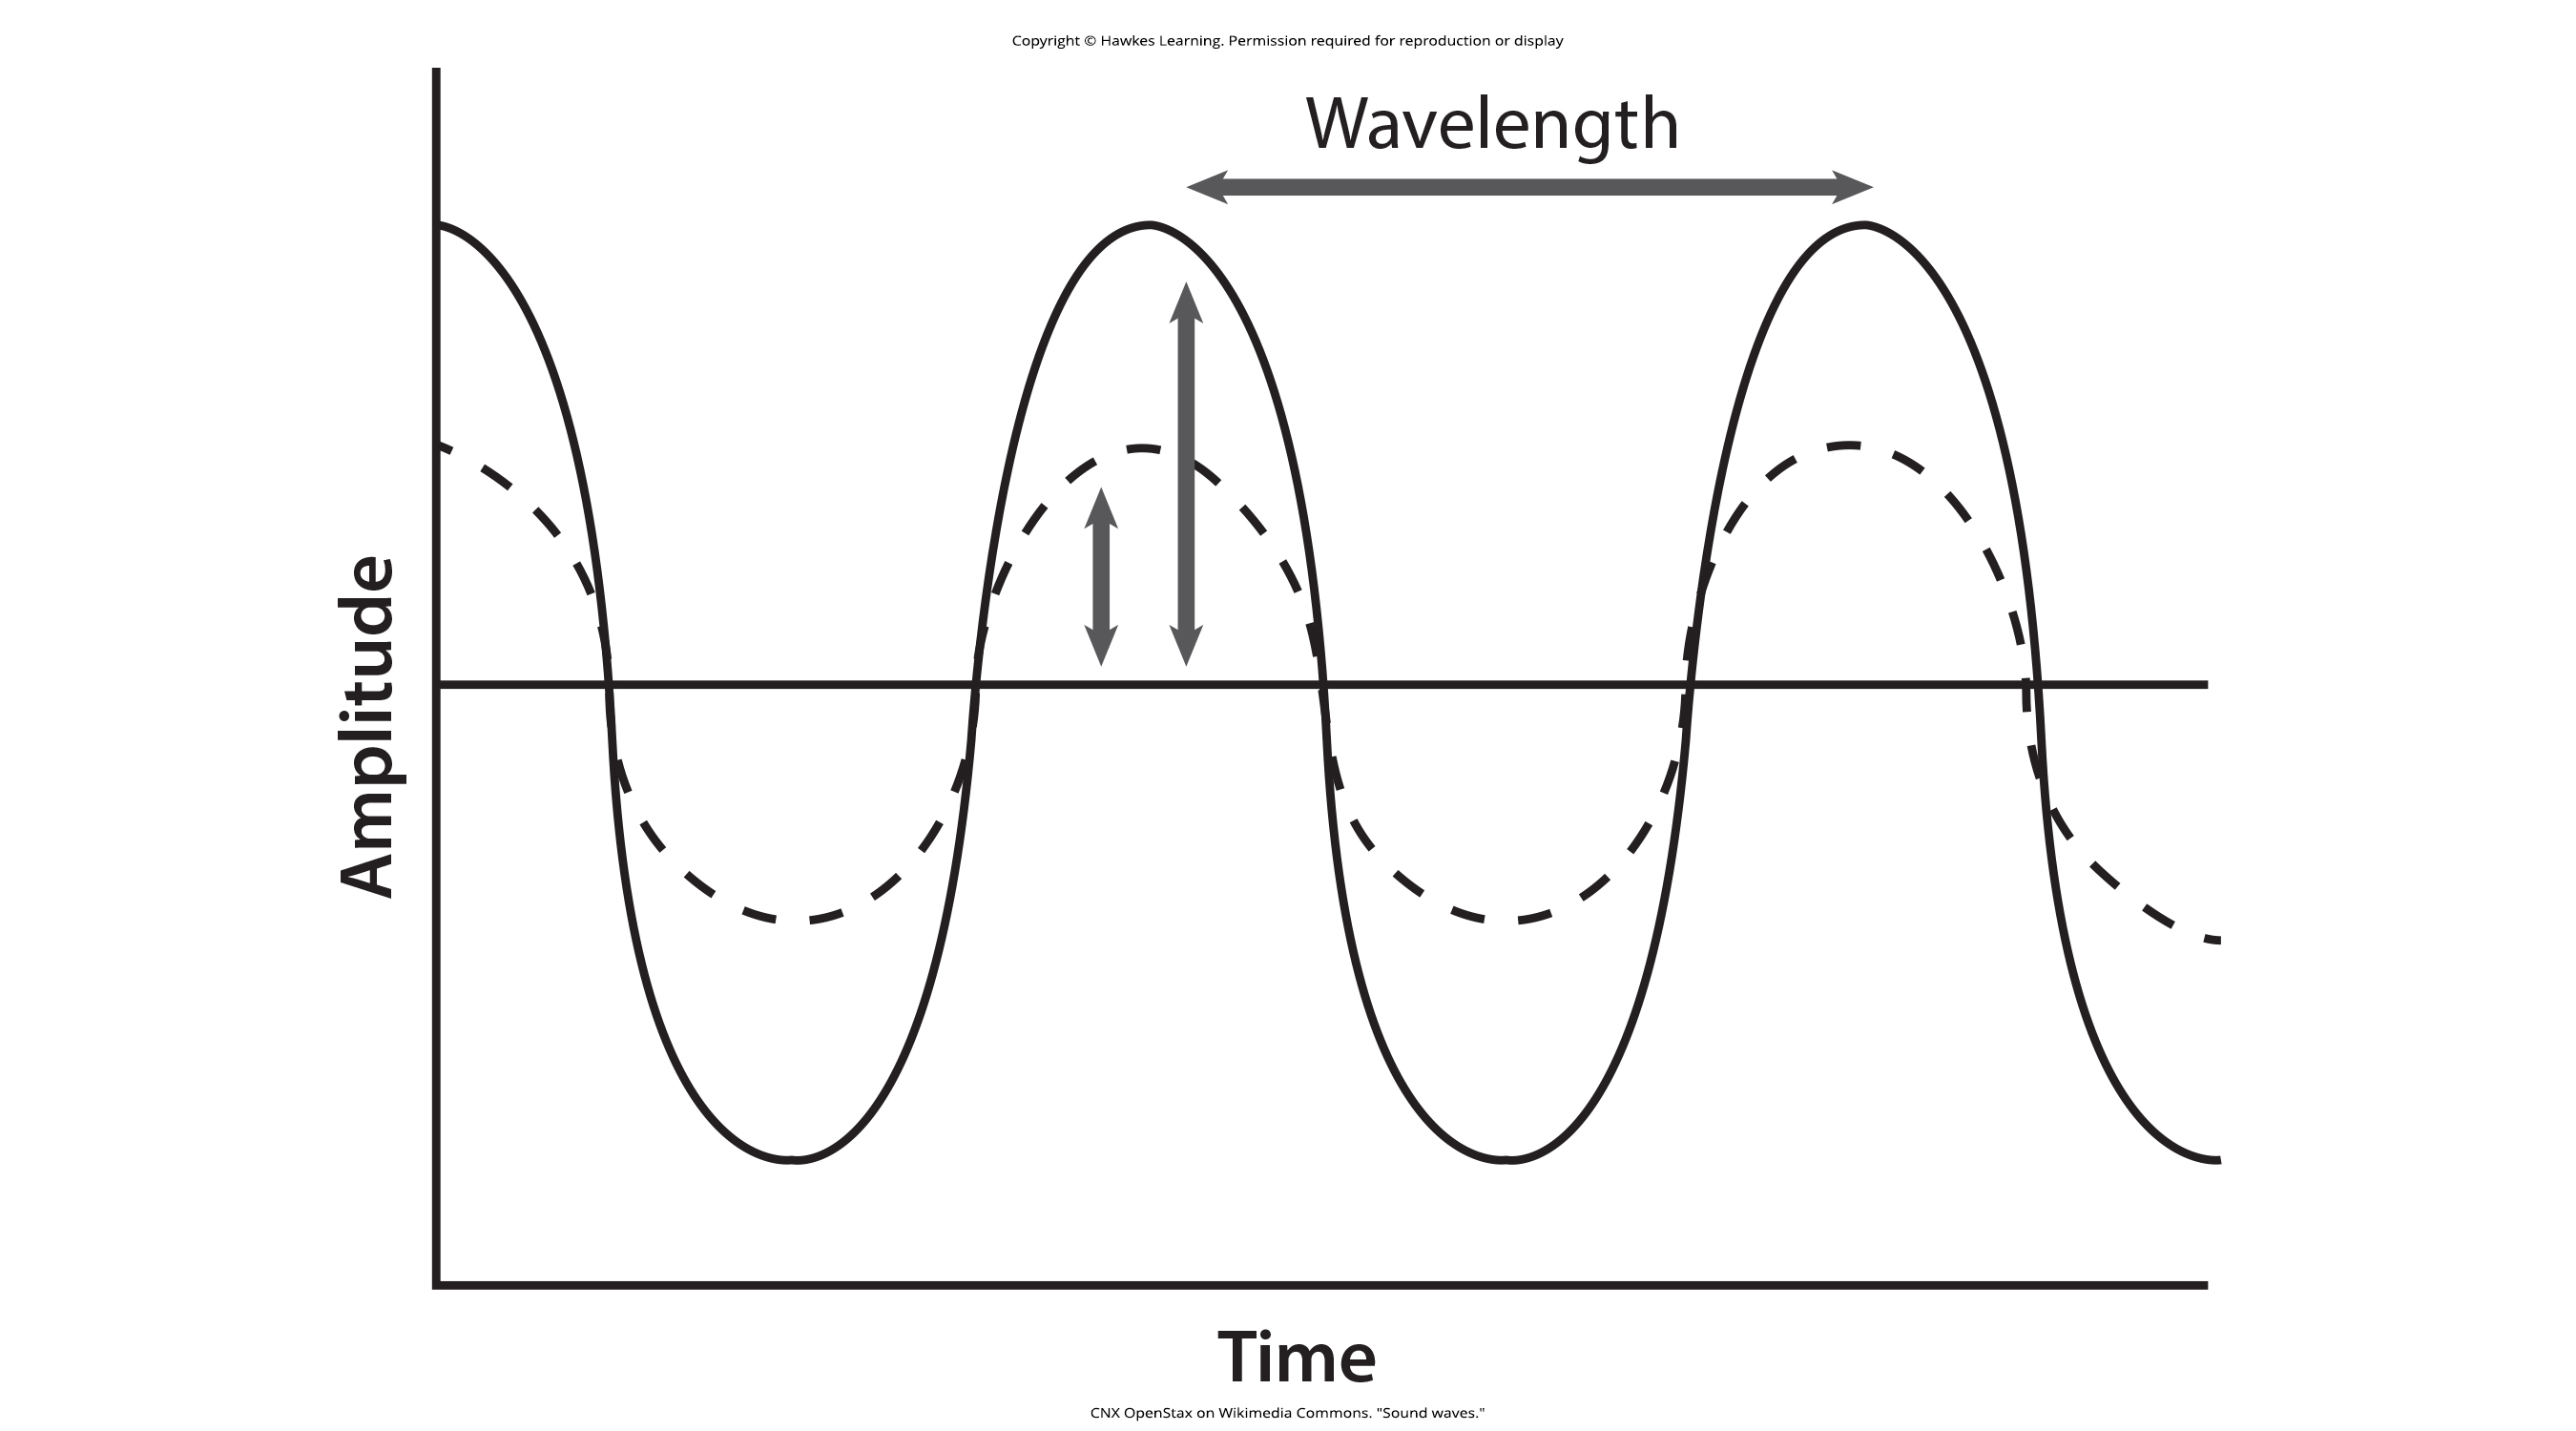 Copyright © Hawkes Learning. Permission required for reproduction or display
Wavelength
Amplitude
Time
CNX OpenStax on Wikimedia Commons. "Sound waves."